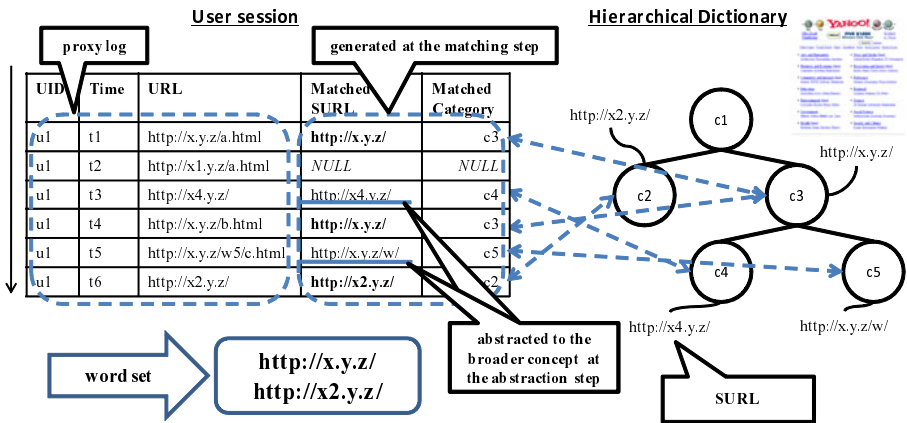 User session
Hierarchical Dictionary
proxy log
generated at the matching step
YAHOO!
UID Time URL Matched SURL Matched Category
u1 t1 http://x.y.z/a.html http://x.y.z/ c3
u1 t2 http://x1.y.z/a.html NULL NULL
u1 t3 http://x4.y.z/ http://x4.y.z/ c4
u1 t4 http://x.y.z/b.html http://x.y.z/ c3
u1 t5 http://x.y.z/w5/c.html http://x.y.z/w/ c5
u1 t6 http://x2.y.z/ http://x2.y.z/ c2
c1
http://x2.y.z/
http://x.y.z/
c2
c3
c4
c5
http://x4.y.z/
http://x.y.z/w/
abstracted to the
broader concept at
the abstraction step
word set
http://x.y.z/
http://x2.y.z/
SURL